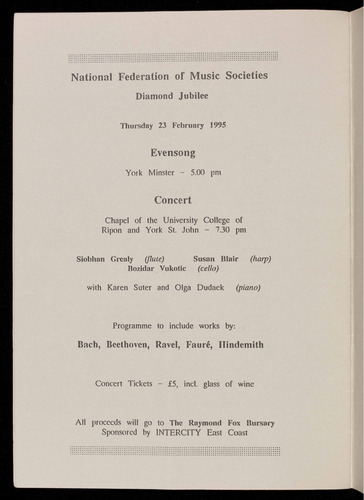 National Federation of Music Societies
Diamond Jubilee
Thursday 23 February 1995
Evensong
York Minster - 5.00 pm
Concert
Chapel of the University College of
Ripon and York St. John - 7.30 pm
Siobhan Grealy (flute) Susan Blair (harp)
Bozidar Vukotic (cello)
with Karen Suter and Olga Dudaek (piano)
Programme to include works by:
Bach, Beethoven, Ravel, Fauré, Hindemith
Concert Tickets - £5, incl. glass of wine
All proceeds will go to The Raymond Fox Bursary
Sponsored by INTERCITY East Coast